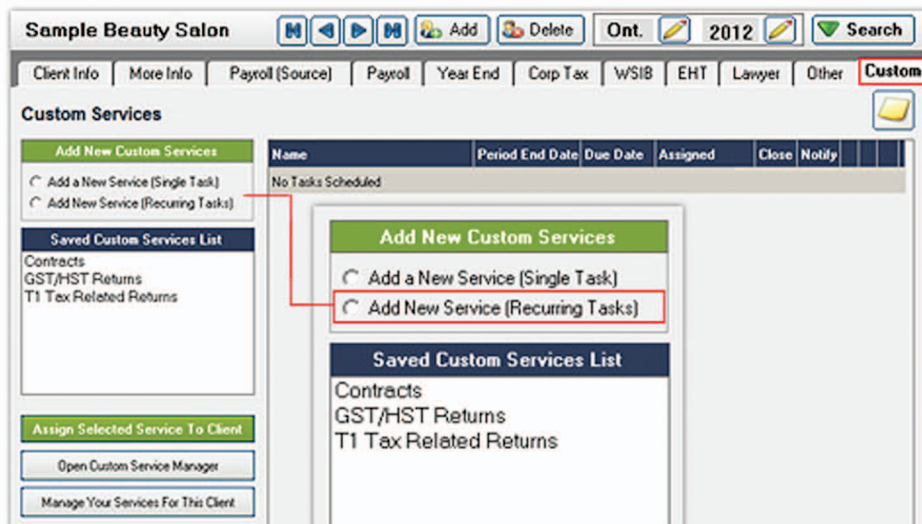 Sample Beauty Salon Add Delete Ont. 2012 Search
Client Info More Info Payroll (Source) Payroll Year End Corp Tax WSIB EHT Lawyer Other Custom
Custom Services
Add New Custom Services
Add a New Service (Single Task)
Add New Service (Recurring Tasks)
Saved Custom Services List
Contracts
GST/HST Returns
T1 Tax Related Returns
Assign Selected Service To Client
Open Custom Service Manager
Manage Your Services For This Client
Name Period End Date Due Date Assigned Close Notify
No Tasks Scheduled
Add New Custom Services
Add a New Service (Single Task)
Add New Service (Recurring Tasks)
Saved Custom Services List
Contracts
GST/HST Returns
T1 Tax Related Returns